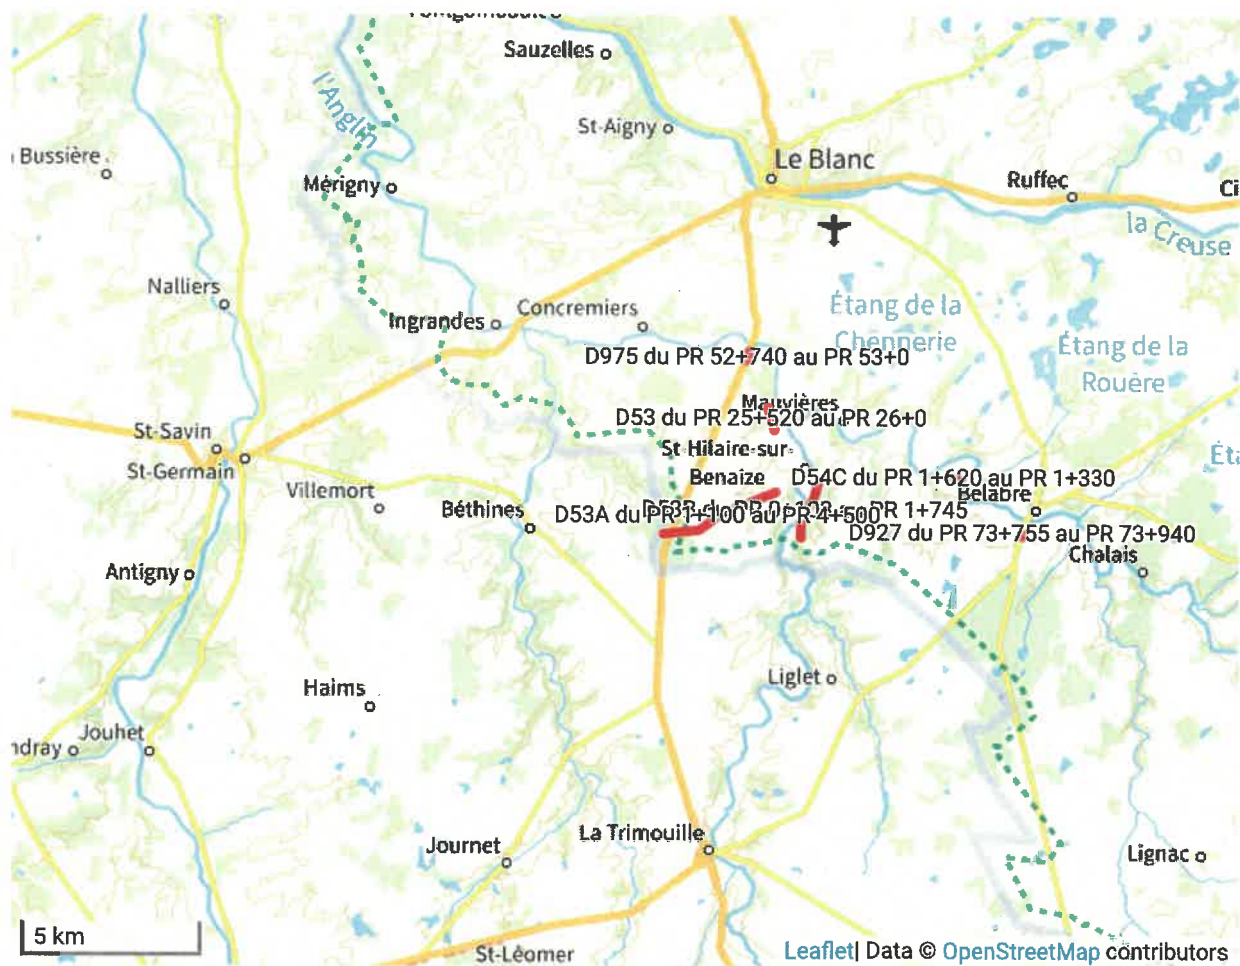 Sauzelles
l'Anglin
St-Aigny
Bussière
Le Blanc
Mérigny
Ruffec
la Creuse
Nalliers
Ingrandes
Concremiers
Étang de la
Chennerie
D975 du PR 52+740 au PR 53+0
Étang de la
Rouère
Mauvières
D53 du PR 25+520 au PR 26+0
St-Savin
St-Germain
St-Hilaire-sur-
Benaize
D54C du PR 1+620 au PR 1+330
Villemort
Béthines
Bélâbre
D53A du PR 1+100 au PR 4+500
PR 1+745
D927 du PR 73+755 au PR 73+940
Chalais
Antigny
Haims
Liglet
Jouhet
La Trimouille
Journet
Lignac
5 km
St-Léomer
Leaflet| Data © OpenStreetMap contributors